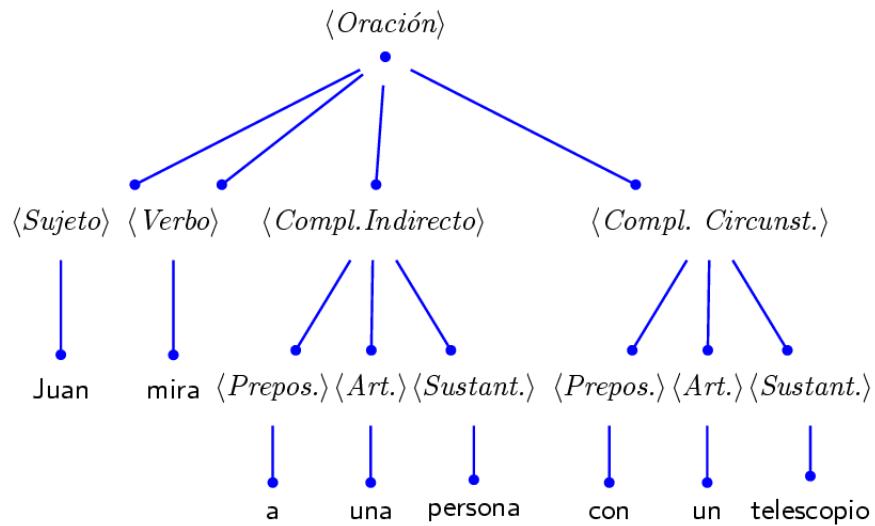 ⟨Oración⟩
⟨Sujeto⟩ ⟨Verbo⟩ ⟨Compl.Indirecto⟩ ⟨Compl. Circunst.⟩
Juan mira ⟨Prepos.⟩ ⟨Art.⟩ ⟨Sustant.⟩ ⟨Prepos.⟩ ⟨Art.⟩ ⟨Sustant.⟩
a una persona con un telescopio